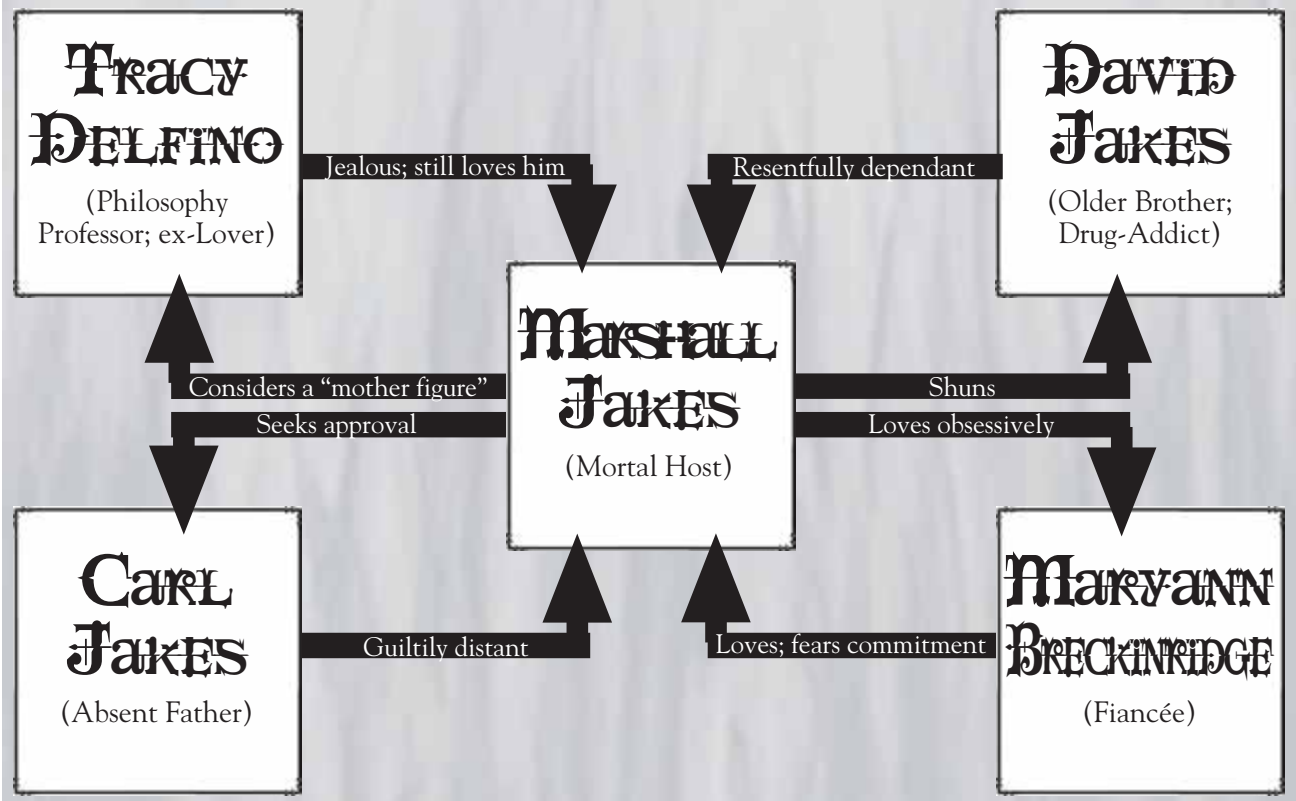 Tracy
Delfino
(Philosophy
Professor; ex-Lover)
Jealous; still loves him
David
Jakes
(Older Brother;
Drug-Addict)
Resentfully dependant
Marshall
Jakes
(Mortal Host)
Considers a “mother figure”
Seeks approval
Shuns
Loves obsessively
Carl
Jakes
(Absent Father)
Guiltily distant
Loves; fears commitment
Maryann
Breckinridge
(Fiancée)